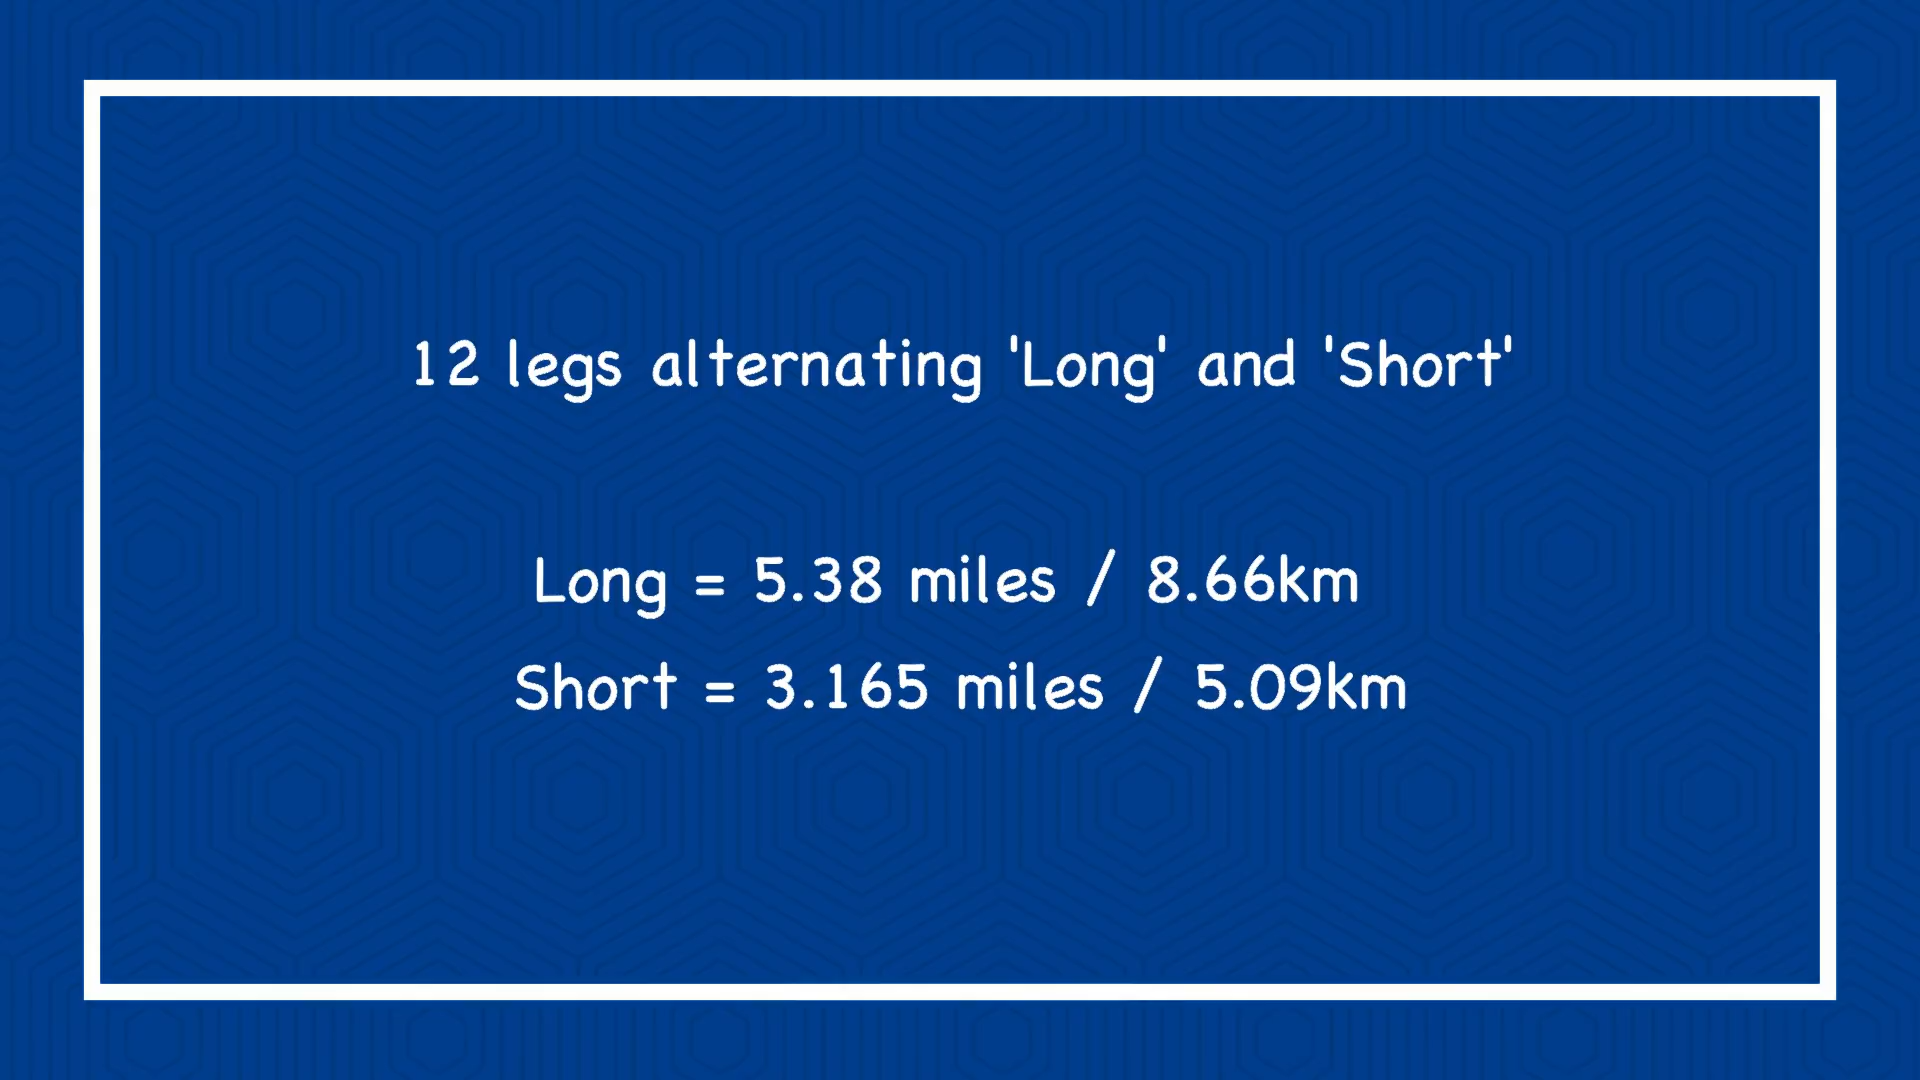 12 legs alternating 'Long' and 'Short'
Long = 5.38 miles / 8.66km
Short = 3.165 miles / 5.09km